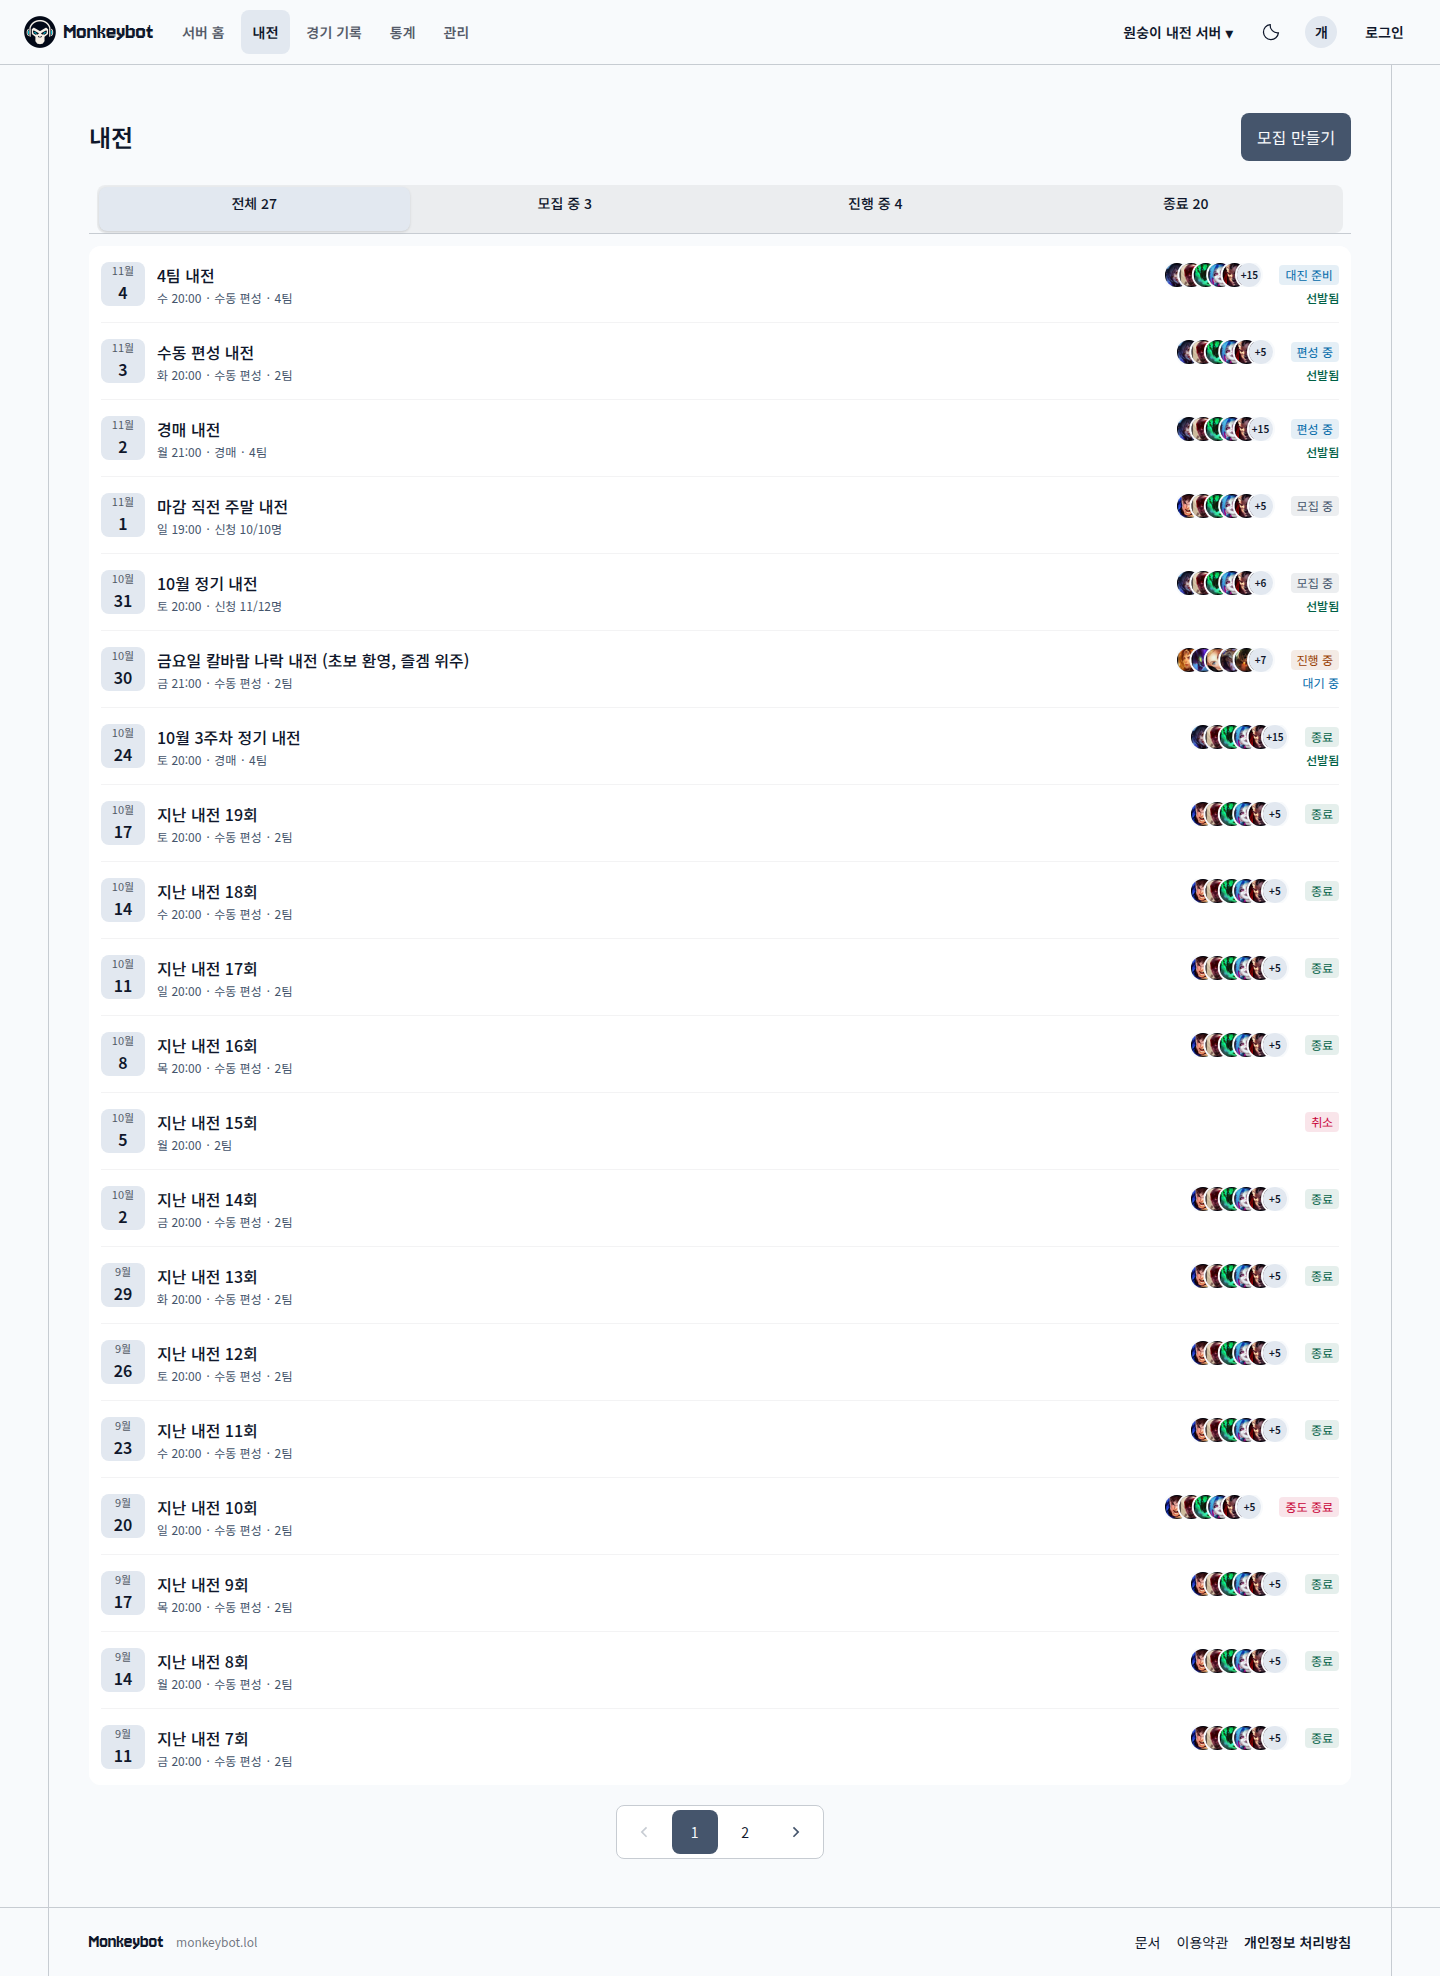 Monkeybot 서버 홈 내전 경기 기록 통계 관리 원숭이 내전 서버 ▾ 개 로그인
내전 모집 만들기
전체 27 모집 중 3 진행 중 4 종료 20
11월
4
4팀 내전
수 20:00 · 수동 편성 · 4팀
+15 대진 준비
선발됨
11월
3
수동 편성 내전
화 20:00 · 수동 편성 · 2팀
+5 편성 중
선발됨
11월
2
경매 내전
월 21:00 · 경매 · 4팀
+15 편성 중
선발됨
11월
1
마감 직전 주말 내전
일 19:00 · 신청 10/10명
+5 모집 중
10월
31
10월 정기 내전
토 20:00 · 신청 11/12명
+6 모집 중
선발됨
10월
30
금요일 칼바람 나락 내전 (초보 환영, 즐겜 위주)
금 21:00 · 수동 편성 · 2팀
+7 진행 중
대기 중
10월
24
10월 3주차 정기 내전
토 20:00 · 경매 · 4팀
+15 종료
선발됨
10월
17
지난 내전 19회
토 20:00 · 수동 편성 · 2팀
+5 종료
10월
14
지난 내전 18회
수 20:00 · 수동 편성 · 2팀
+5 종료
10월
11
지난 내전 17회
일 20:00 · 수동 편성 · 2팀
+5 종료
10월
8
지난 내전 16회
목 20:00 · 수동 편성 · 2팀
+5 종료
10월
5
지난 내전 15회
월 20:00 · 2팀
취소
10월
2
지난 내전 14회
금 20:00 · 수동 편성 · 2팀
+5 종료
9월
29
지난 내전 13회
화 20:00 · 수동 편성 · 2팀
+5 종료
9월
26
지난 내전 12회
토 20:00 · 수동 편성 · 2팀
+5 종료
9월
23
지난 내전 11회
수 20:00 · 수동 편성 · 2팀
+5 종료
9월
20
지난 내전 10회
일 20:00 · 수동 편성 · 2팀
+5 중도 종료
9월
17
지난 내전 9회
목 20:00 · 수동 편성 · 2팀
+5 종료
9월
14
지난 내전 8회
월 20:00 · 수동 편성 · 2팀
+5 종료
9월
11
지난 내전 7회
금 20:00 · 수동 편성 · 2팀
+5 종료
1 2
Monkeybot monkeybot.lol 문서 이용약관 개인정보 처리방침